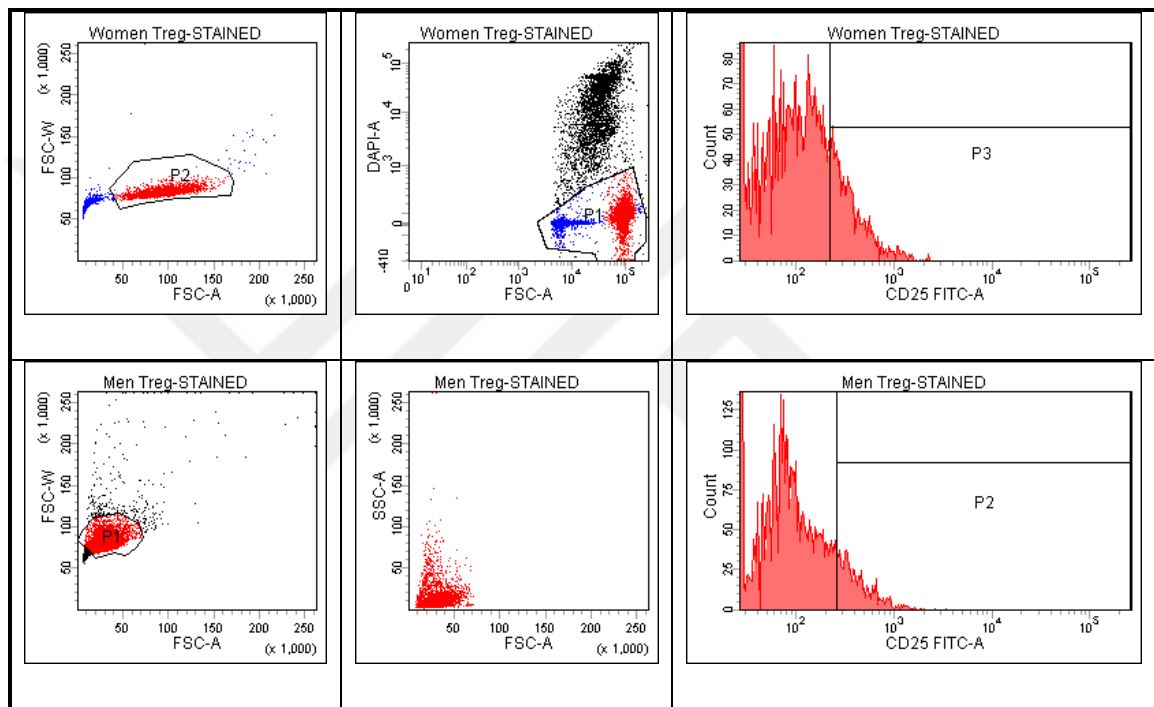 Women Treg-STAINED
(x 1,000)
FSC-W
50 100 150 200 250
P2
50 100 150 200 250
FSC-A
(x 1,000)
Women Treg-STAINED
DAPI-A
-410 0 10^3 10^4 10^5
P1
0 10^1 10^2 10^3 10^4 10^5
FSC-A
Women Treg-STAINED
Count
0 10 20 30 40 50 60 70 80
P3
10^2 10^3 10^4 10^5
CD25 FITC-A
Men Treg-STAINED
(x 1,000)
FSC-W
50 100 150 200 250
P1
50 100 150 200 250
FSC-A
(x 1,000)
Men Treg-STAINED
(x 1,000)
SSC-A
50 100 150 200 250
50 100 150 200 250
FSC-A
(x 1,000)
Men Treg-STAINED
Count
0 25 50 75 100 125
P2
10^2 10^3 10^4 10^5
CD25 FITC-A